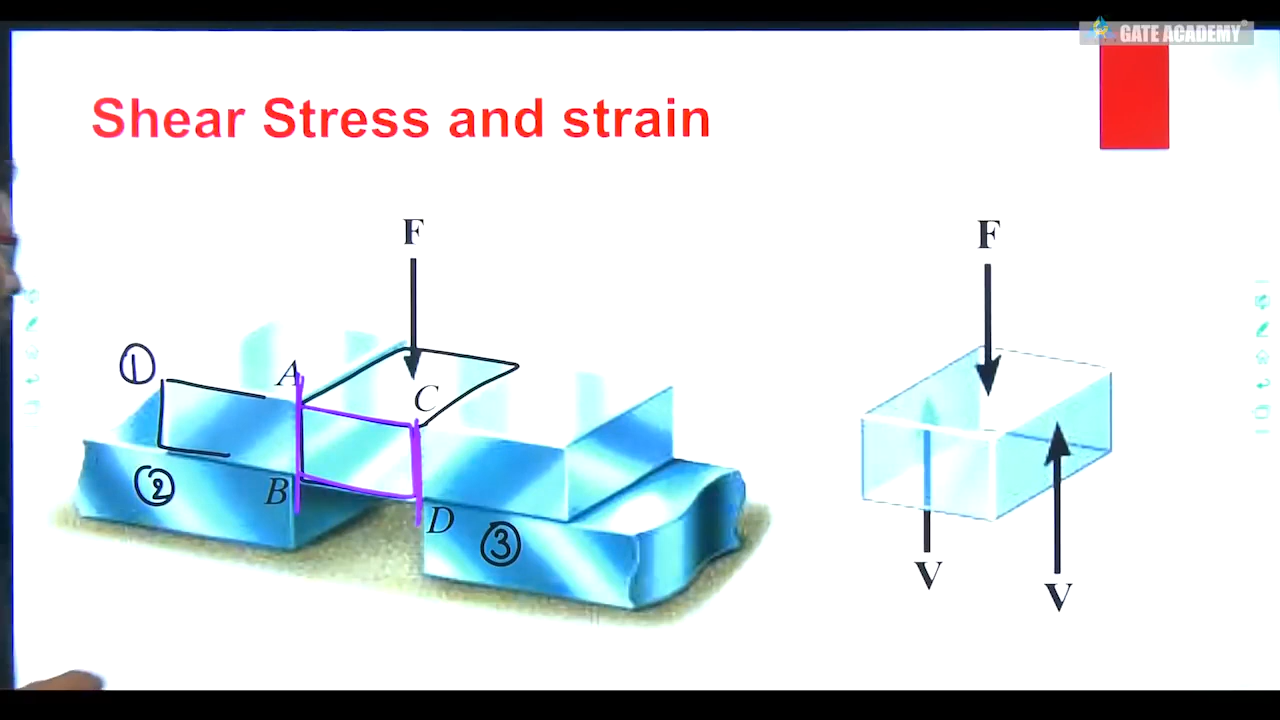 GATE ACADEMY®
Shear Stress and strain
F
F
①
A
C
②
B
D
③
V
V